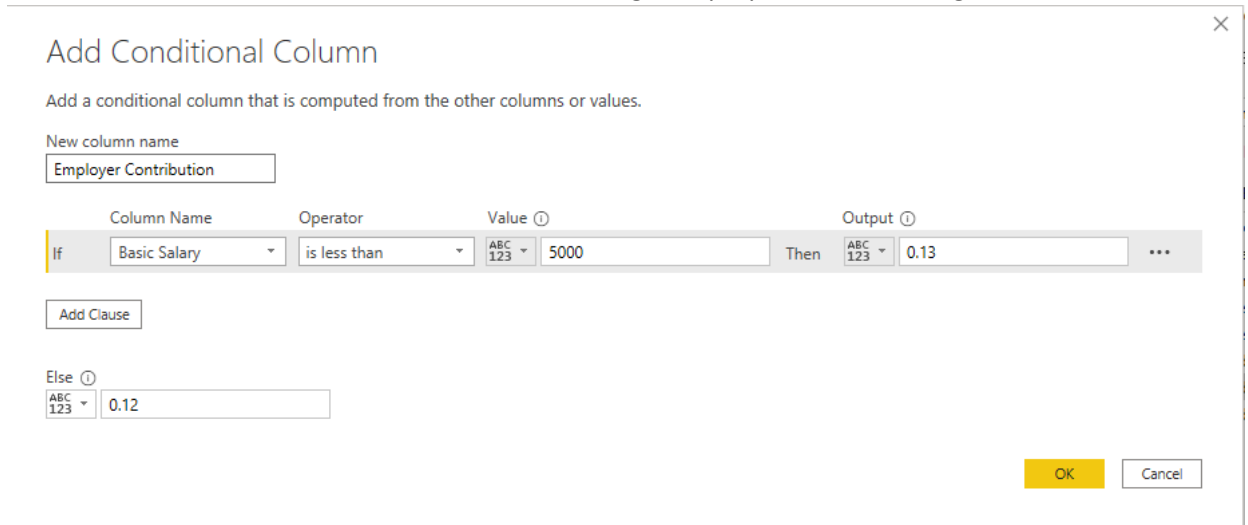 Add Conditional Column
Add a conditional column that is computed from the other columns or values.
New column name
Employer Contribution
Column Name Operator Value Output
If Basic Salary is less than ABC 123 5000 Then ABC 123 0.13 ...
Add Clause
Else
ABC 123 0.12
OK Cancel